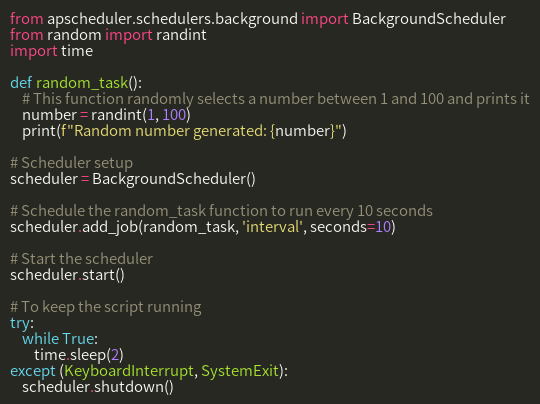 from apscheduler.schedulers.background import BackgroundScheduler
from random import randint
import time

def random_task():
    # This function randomly selects a number between 1 and 100 and prints it
    number = randint(1, 100)
    print(f"Random number generated: {number}")

# Scheduler setup
scheduler = BackgroundScheduler()

# Schedule the random_task function to run every 10 seconds
scheduler.add_job(random_task, 'interval', seconds=10)

# Start the scheduler
scheduler.start()

# To keep the script running
try:
    while True:
        time.sleep(2)
except (KeyboardInterrupt, SystemExit):
    scheduler.shutdown()